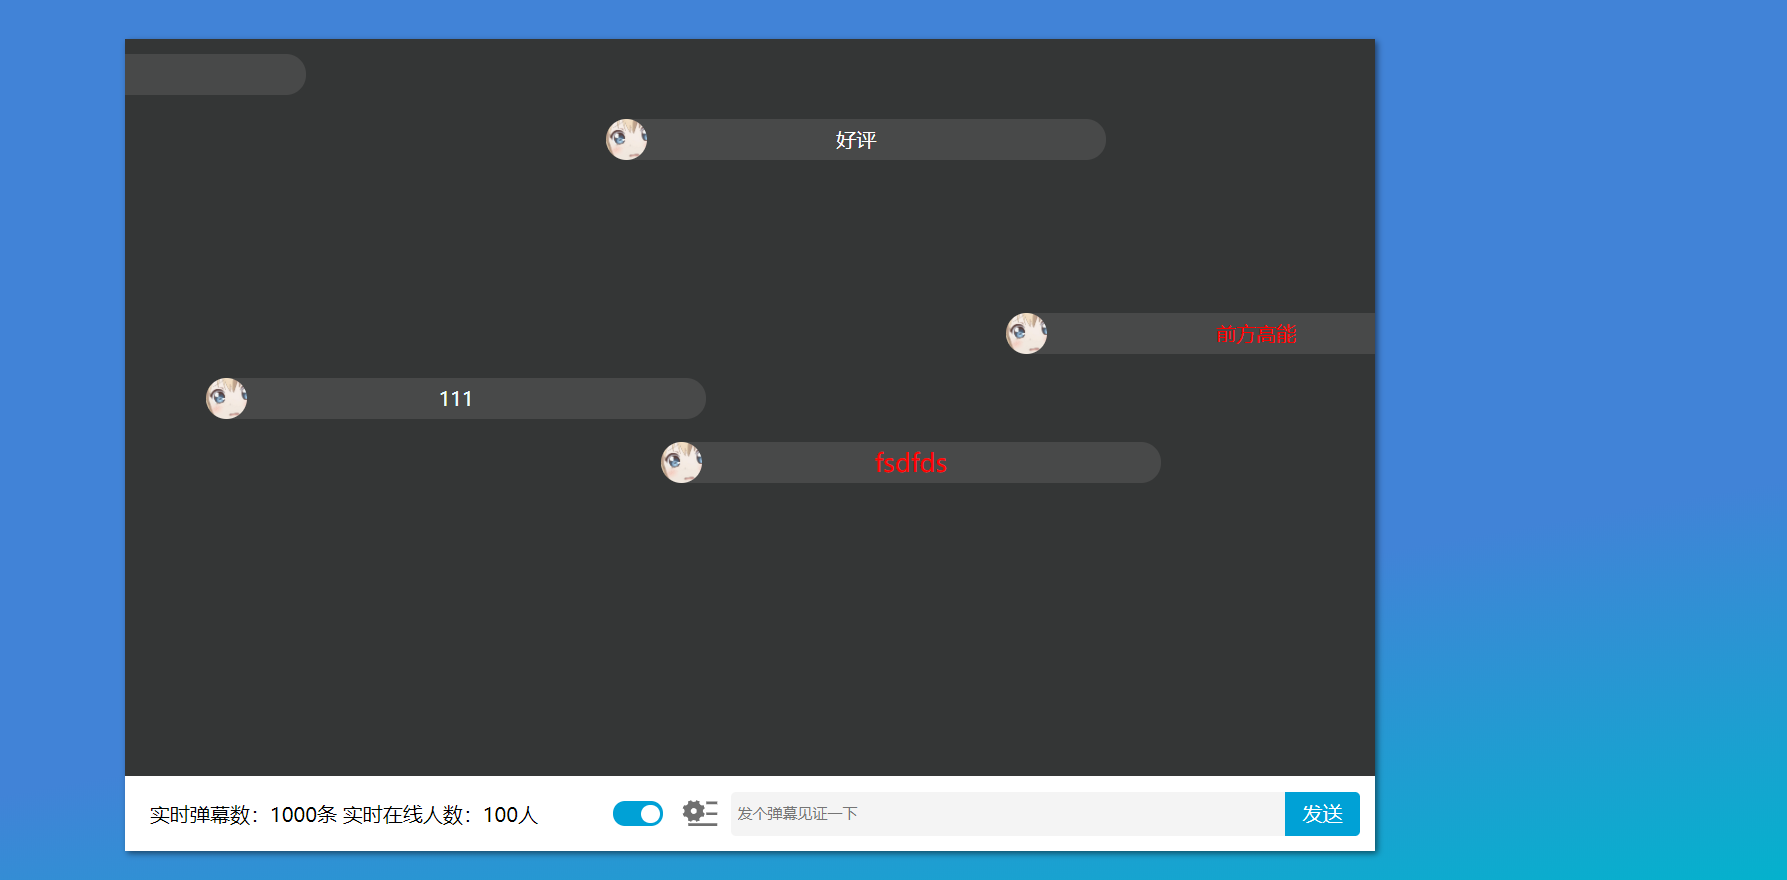 好评
前方高能
111
fsdfds
实时弹幕数：1000条 实时在线人数：100人
发个弹幕见证一下
发送